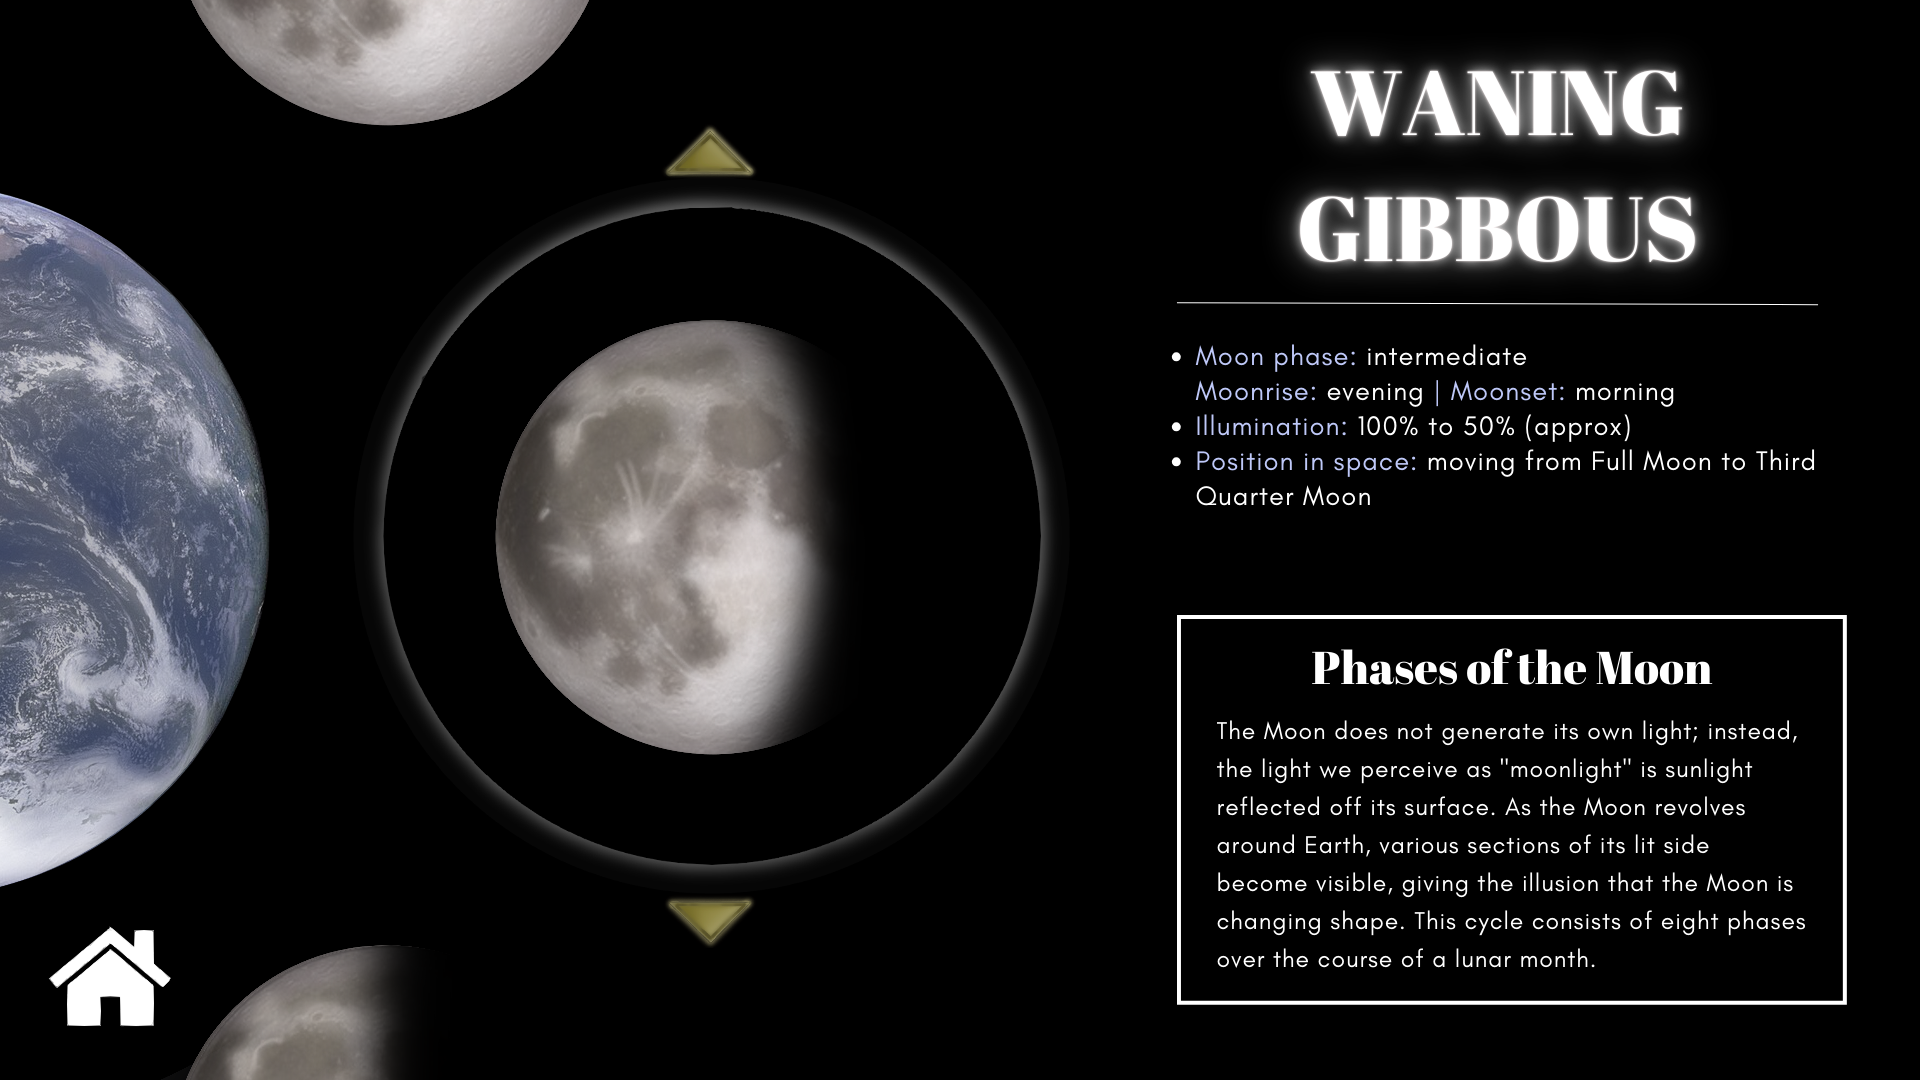 WANING
GIBBOUS
• Moon phase: intermediate
Moonrise: evening | Moonset: morning
• Illumination: 100% to 50% (approx)
• Position in space: moving from Full Moon to Third
Quarter Moon
Phases of the Moon
The Moon does not generate its own light; instead,
the light we perceive as "moonlight" is sunlight
reflected off its surface. As the Moon revolves
around Earth, various sections of its lit side
become visible, giving the illusion that the Moon is
changing shape. This cycle consists of eight phases
over the course of a lunar month.